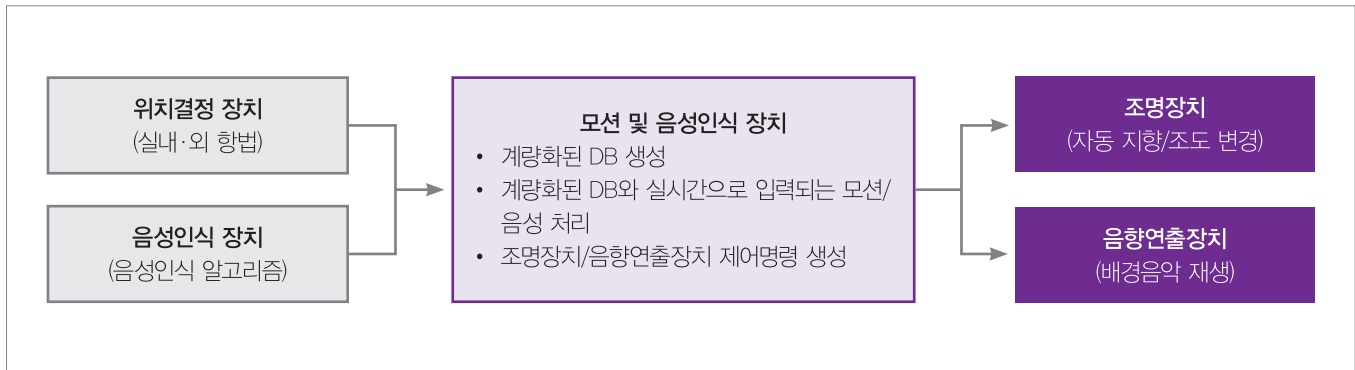 위치결정 장치
(실내·외 항법)
음성인식 장치
(음성인식 알고리즘)
모션 및 음성인식 장치
• 계량화된 DB 생성
• 계량화된 DB와 실시간으로 입력되는 모션/
음성 처리
• 조명장치/음향연출장치 제어명령 생성
조명장치
(자동 지향/조도 변경)
음향연출장치
(배경음악 재생)